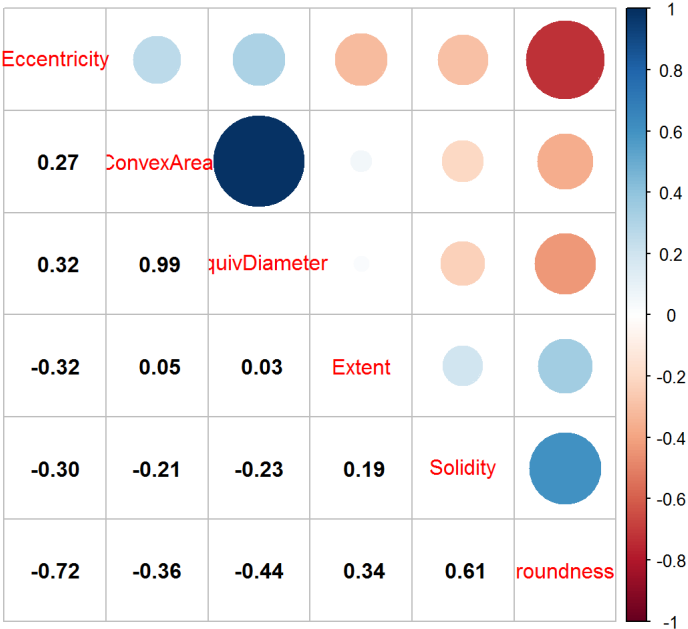 Eccentricity
0.27 ConvexArea
0.32 0.99 quivDiameter
-0.32 0.05 0.03 Extent
-0.30 -0.21 -0.23 0.19 Solidity
-0.72 -0.36 -0.44 0.34 0.61 roundness
1
0.8
0.6
0.4
0.2
0
-0.2
-0.4
-0.6
-0.8
-1